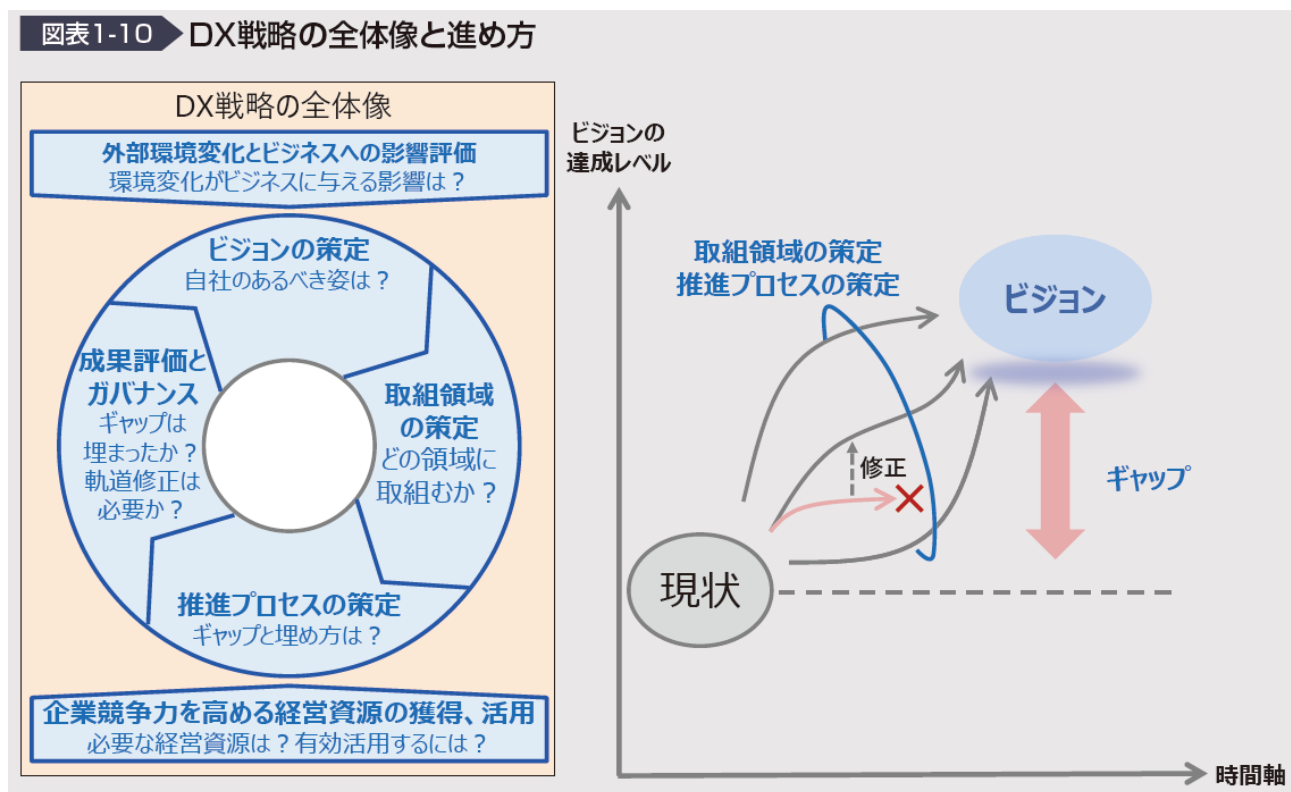 図表1-10
DX戦略の全体像と進め方
DX戦略の全体像
外部環境変化とビジネスへの影響評価
環境変化がビジネスに与える影響は？
ビジョンの策定
自社のあるべき姿は？
成果評価と
ガバナンス
ギャップは
埋まったか？
軌道修正は
必要か？
取組領域
の策定
どの領域に
取組むか？
推進プロセスの策定
ギャップと埋め方は？
企業競争力を高める経営資源の獲得、活用
必要な経営資源は？有効活用するには？
ビジョンの
達成レベル
取組領域の策定
推進プロセスの策定
ビジョン
修正
ギャップ
現状
時間軸